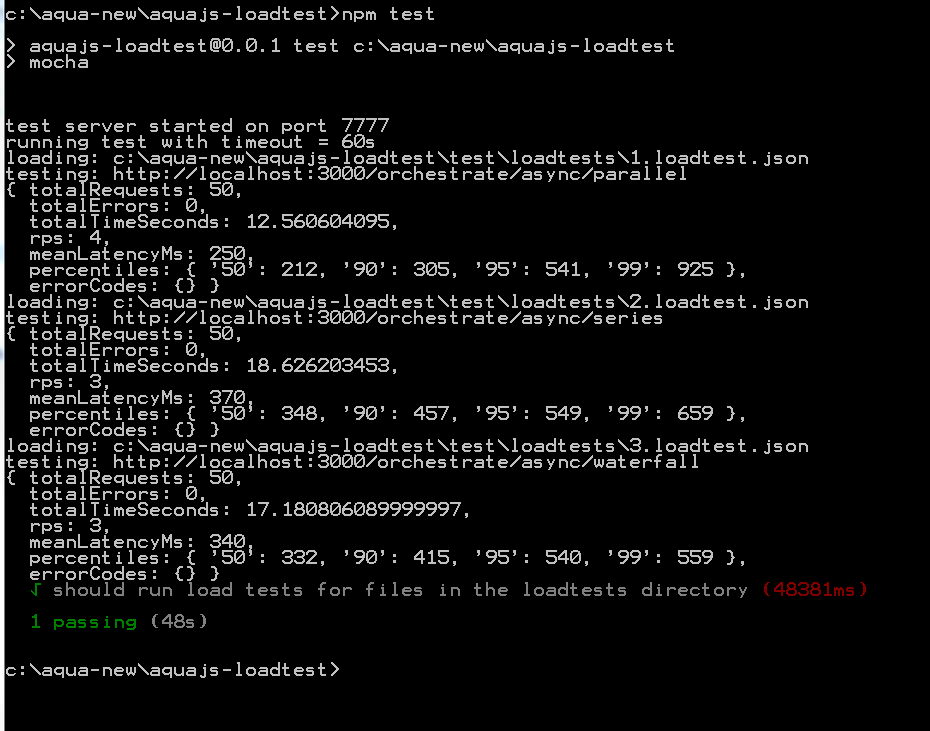 c:\aqua-new\aquajs-loadtest>npm test
> aquajs-loadtest@0.0.1 test c:\aqua-new\aquajs-loadtest
> mocha
test server started on port 7777
running test with timeout = 60s
loading: c:\aqua-new\aquajs-loadtest\test\loadtests\1.loadtest.json
testing: http://localhost:3000/orchestrate/async/parallel
{ totalRequests: 50,
  totalErrors: 0,
  totalTimeSeconds: 12.560604095,
  rps: 4,
  meanLatencyMs: 250,
  percentiles: { '50': 212, '90': 305, '95': 541, '99': 925 },
  errorCodes: {} }
loading: c:\aqua-new\aquajs-loadtest\test\loadtests\2.loadtest.json
testing: http://localhost:3000/orchestrate/async/series
{ totalRequests: 50,
  totalErrors: 0,
  totalTimeSeconds: 18.626203453,
  rps: 3,
  meanLatencyMs: 370,
  percentiles: { '50': 348, '90': 457, '95': 549, '99': 659 },
  errorCodes: {} }
loading: c:\aqua-new\aquajs-loadtest\test\loadtests\3.loadtest.json
testing: http://localhost:3000/orchestrate/async/waterfall
{ totalRequests: 50,
  totalErrors: 0,
  totalTimeSeconds: 17.180806089999997,
  rps: 3,
  meanLatencyMs: 340,
  percentiles: { '50': 332, '90': 415, '95': 540, '99': 559 },
  errorCodes: {} }
  √ should run load tests for files in the loadtests directory (48381ms)
  1 passing (48s)
c:\aqua-new\aquajs-loadtest>